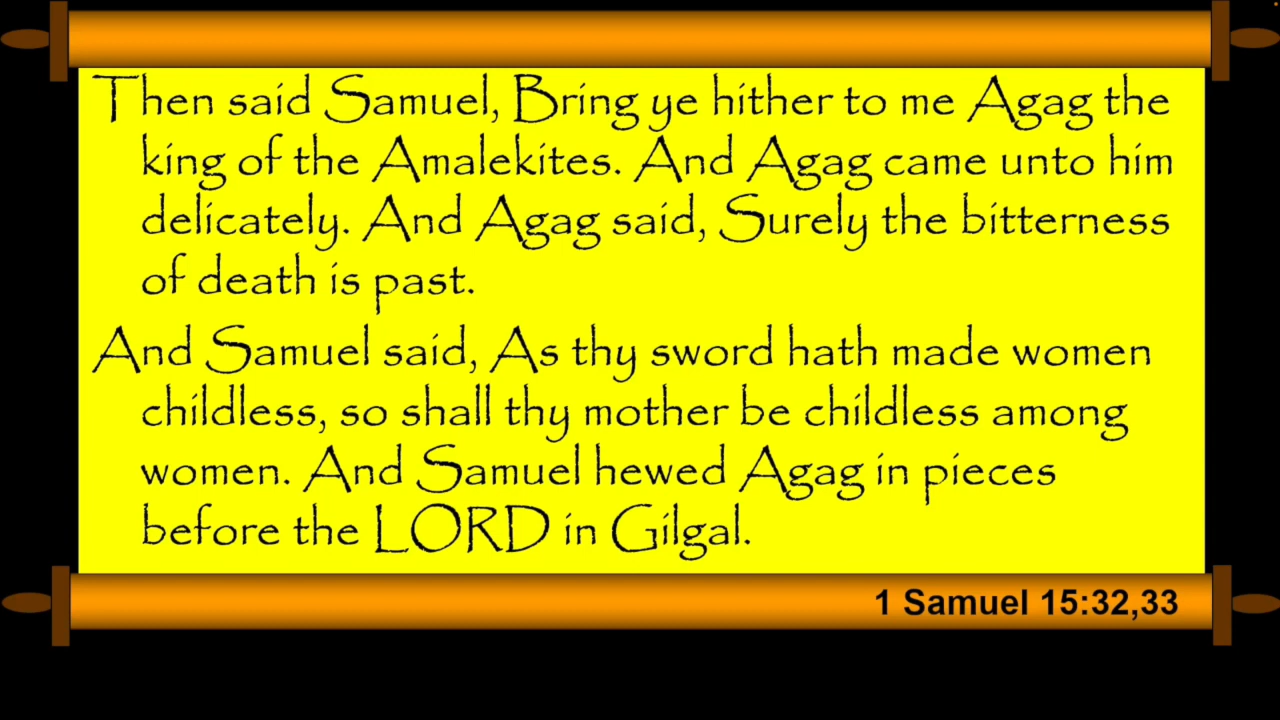 Then said Samuel, Bring ye hither to me Agag the
king of the Amalekites. And Agag came unto him
delicately. And Agag said, Surely the bitterness
of death is past.
And Samuel said, As thy sword hath made women
childless, so shall thy mother be childless among
women. And Samuel hewed Agag in pieces
before the LORD in Gilgal.
1 Samuel 15:32,33